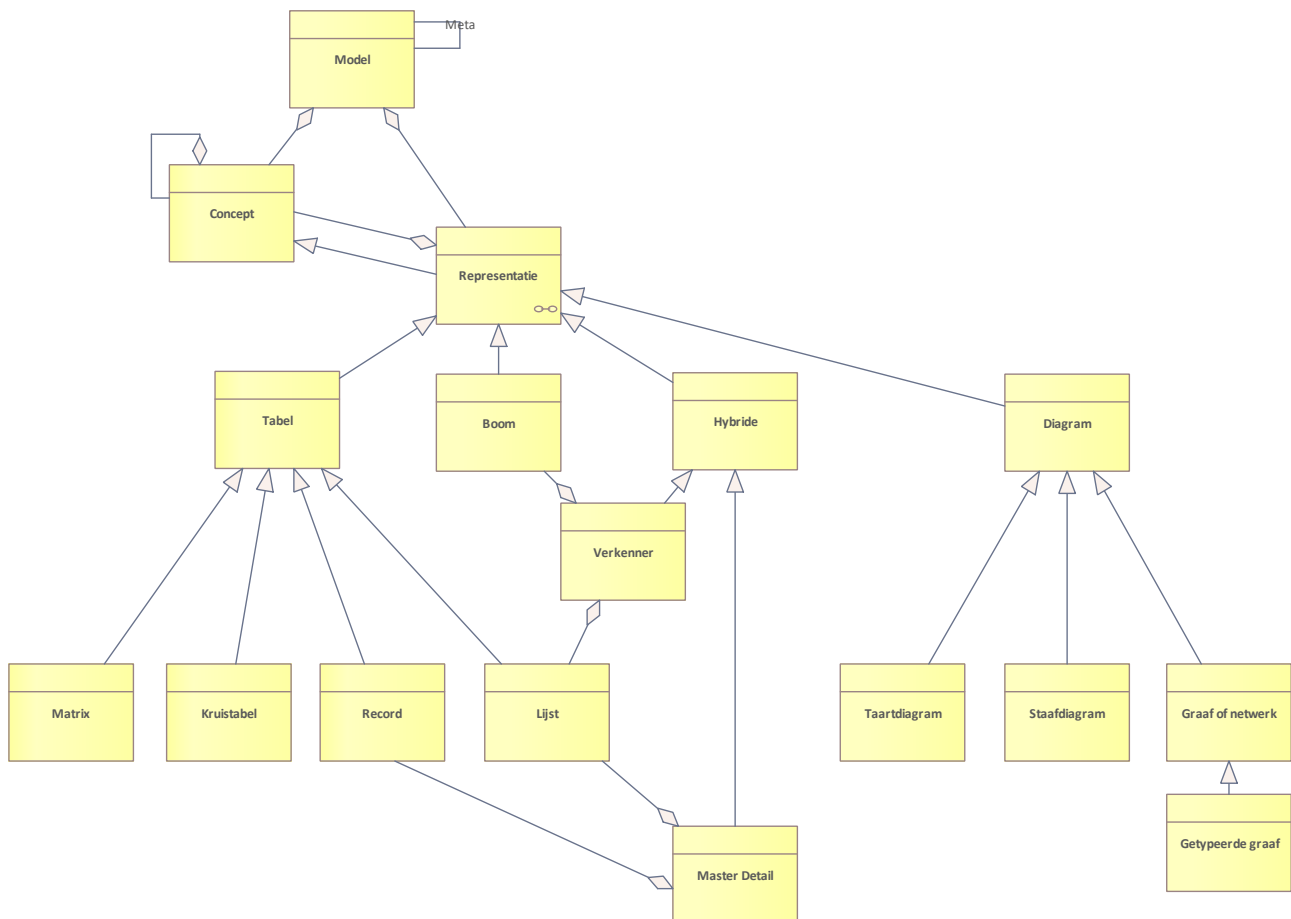 Meta
Model
Concept
Representatie
Tabel
Boom
Hybride
Diagram
Verkenner
Matrix
Kruistabel
Record
Lijst
Taartdiagram
Staafdiagram
Graaf of netwerk
Getypeerde graaf
Master Detail